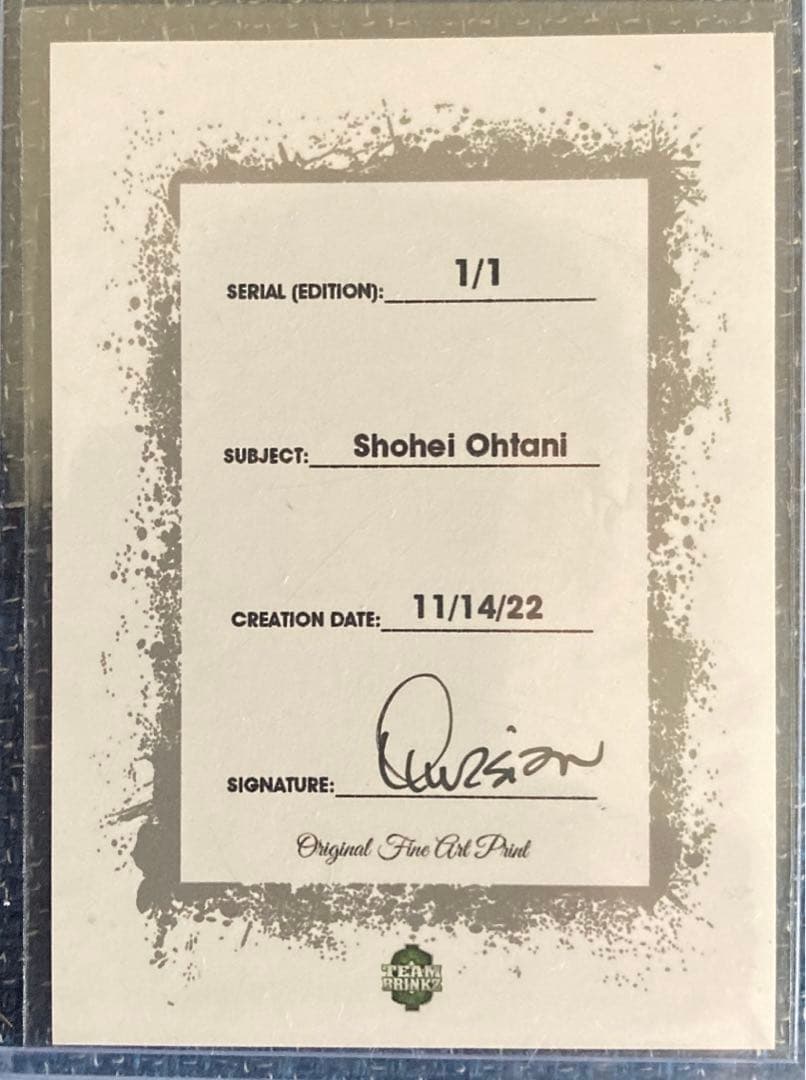 SERIAL (EDITION): 1/1
SUBJECT: Shohei Ohtani
CREATION DATE: 11/14/22
SIGNATURE:
Original Fine Art Print
TEAM
BRINKZ